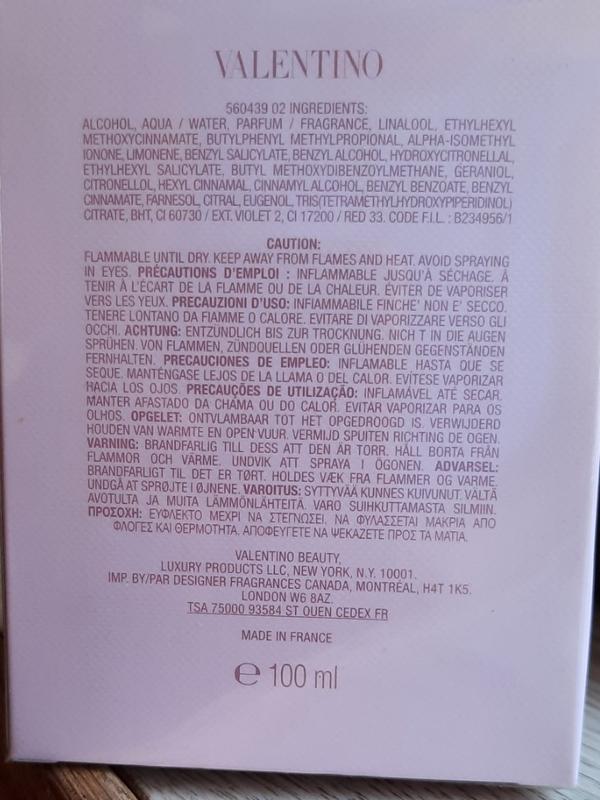 VALENTINO
560439 02 INGREDIENTS:
ALCOHOL, AQUA / WATER, PARFUM / FRAGRANCE, LINALOOL, ETHYLHEXYL
METHOXYCINNAMATE, BUTYLPHENYL METHYLPROPIONAL, ALPHA-ISOMETHYL
IONONE, LIMONENE, BENZYL SALICYLATE, BENZYL ALCOHOL, HYDROXYCITRONELLAL,
ETHYLHEXYL SALICYLATE, BUTYL METHOXYDIBENZOYLMETHANE, GERANIOL,
CITRONELLOL, HEXYL CINNAMAL, CINNAMYL ALCOHOL, BENZYL BENZOATE, BENZYL
CINNAMATE, FARNESOL, CITRAL, EUGENOL, TRIS(TETRAMETHYLHYDROXYPIPERIDINOL)
CITRATE, BHT, CI 60730 / EXT. VIOLET 2, CI 17200 / RED 33. CODE F.I.L. : B234956/1
CAUTION:
FLAMMABLE UNTIL DRY. KEEP AWAY FROM FLAMES AND HEAT. AVOID SPRAYING
IN EYES. PRÉCAUTIONS D'EMPLOI : INFLAMMABLE JUSQU'À SÉCHAGE. À
TENIR À L'ÉCART DE LA FLAMME OU DE LA CHALEUR. ÉVITER DE VAPORISER
VERS LES YEUX. PRECAUZIONI D'USO: INFIAMMABILE FINCHE' NON E' SECCO.
TENERE LONTANO DA FIAMME O CALORE. EVITARE DI VAPORIZZARE VERSO GLI
OCCHI. ACHTUNG: ENTZÜNDLICH BIS ZUR TROCKNUNG. NICH T IN DIE AUGEN
SPRÜHEN. VON FLAMMEN, ZÜNDQUELLEN ODER GLÜHENDEN GEGENSTÄNDEN
FERNHALTEN. PRECAUCIONES DE EMPLEO: INFLAMABLE HASTA QUE SE
SEQUE. MANTÉNGASE LEJOS DE LA LLAMA O DEL CALOR. EVÍTESE VAPORIZAR
HACIA LOS OJOS. PRECAUÇÕES DE UTILIZAÇÃO: INFLAMÁVEL ATÉ SECAR.
MANTER AFASTADO DA CHAMA OU DO CALOR. EVITAR VAPORIZAR PARA OS
OLHOS. OPGELET: ONTVLAMBAAR TOT HET OPGEDROOGD IS. VERWIJDERD
HOUDEN VAN WARMTE EN OPEN VUUR. VERMIJD SPUITEN RICHTING DE OGEN.
VARNING: BRANDFARLIG TILL DESS ATT DEN ÄR TORR. HÅLL BORTA FRÅN
FLAMMOR OCH VÄRME. UNDVIK ATT SPRAYA I ÖGONEN. ADVARSEL:
BRANDFARLIGT TIL DET ER TØRT. HOLDES VÆK FRA FLAMMER OG VARME.
UNDGÅ AT SPRØJTE I ØJNENE. VAROITUS: SYTTYVÄÄ KUNNES KUIVUNUT. VÄLTÄ
AVOTULTA JA MUITA LÄMMÖNLÄHTEITÄ. VARO SUIHKUTTAMASTA SILMIIN.
ΠΡΟΣΟΧΗ: ΕΥΦΛΕΚΤΟ ΜΕΧΡΙ ΝΑ ΣΤΕΓΝΩΣΕΙ. ΝΑ ΦΥΛΑΣΣΕΤΑΙ ΜΑΚΡΙΑ ΑΠΟ
ΦΛΟΓΕΣ ΚΑΙ ΘΕΡΜΟΤΗΤΑ. ΑΠΟΦΕΥΓΕΤΕ ΝΑ ΨΕΚΑΖΕΤΕ ΠΡΟΣ ΤΑ ΜΑΤΙΑ.
VALENTINO BEAUTY,
LUXURY PRODUCTS LLC, NEW YORK, N.Y. 10001.
IMP. BY/PAR DESIGNER FRAGRANCES CANADA, MONTRÉAL, H4T 1K5.
LONDON W6 8AZ.
TSA 75000 93584 ST OUEN CEDEX FR
MADE IN FRANCE
℮ 100 ml